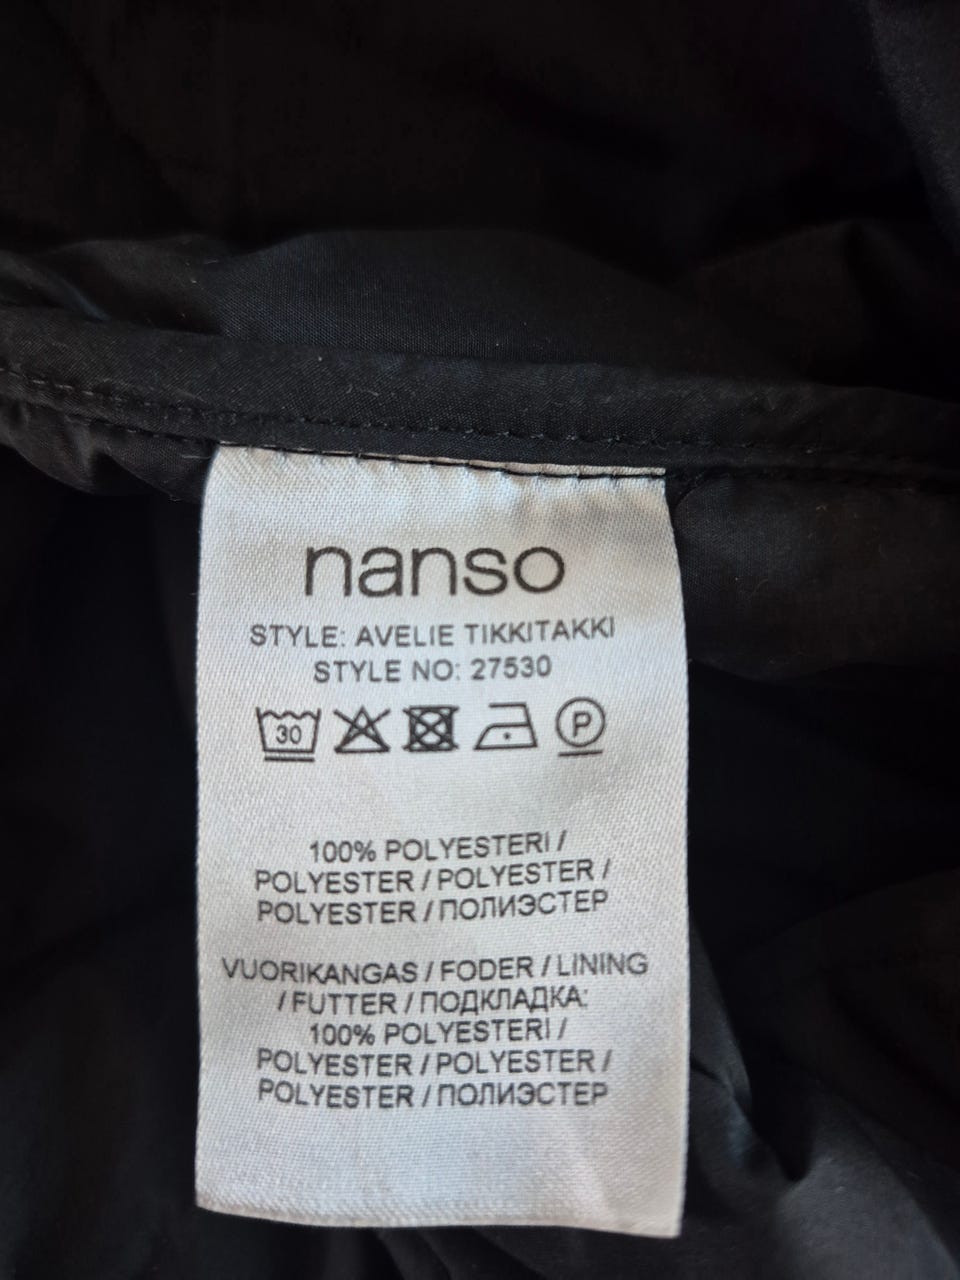 nanso
STYLE: AVELIE TIKKITAKKI
STYLE NO: 27530
30 P
100% POLYESTERI /
POLYESTER / POLYESTER /
POLYESTER / ПОЛИЭСТЕР
VUORIKANGAS / FODER / LINING
/ FUTTER / ПОДКЛАДКА:
100% POLYESTERI /
POLYESTER / POLYESTER /
POLYESTER / ПОЛИЭСТЕР